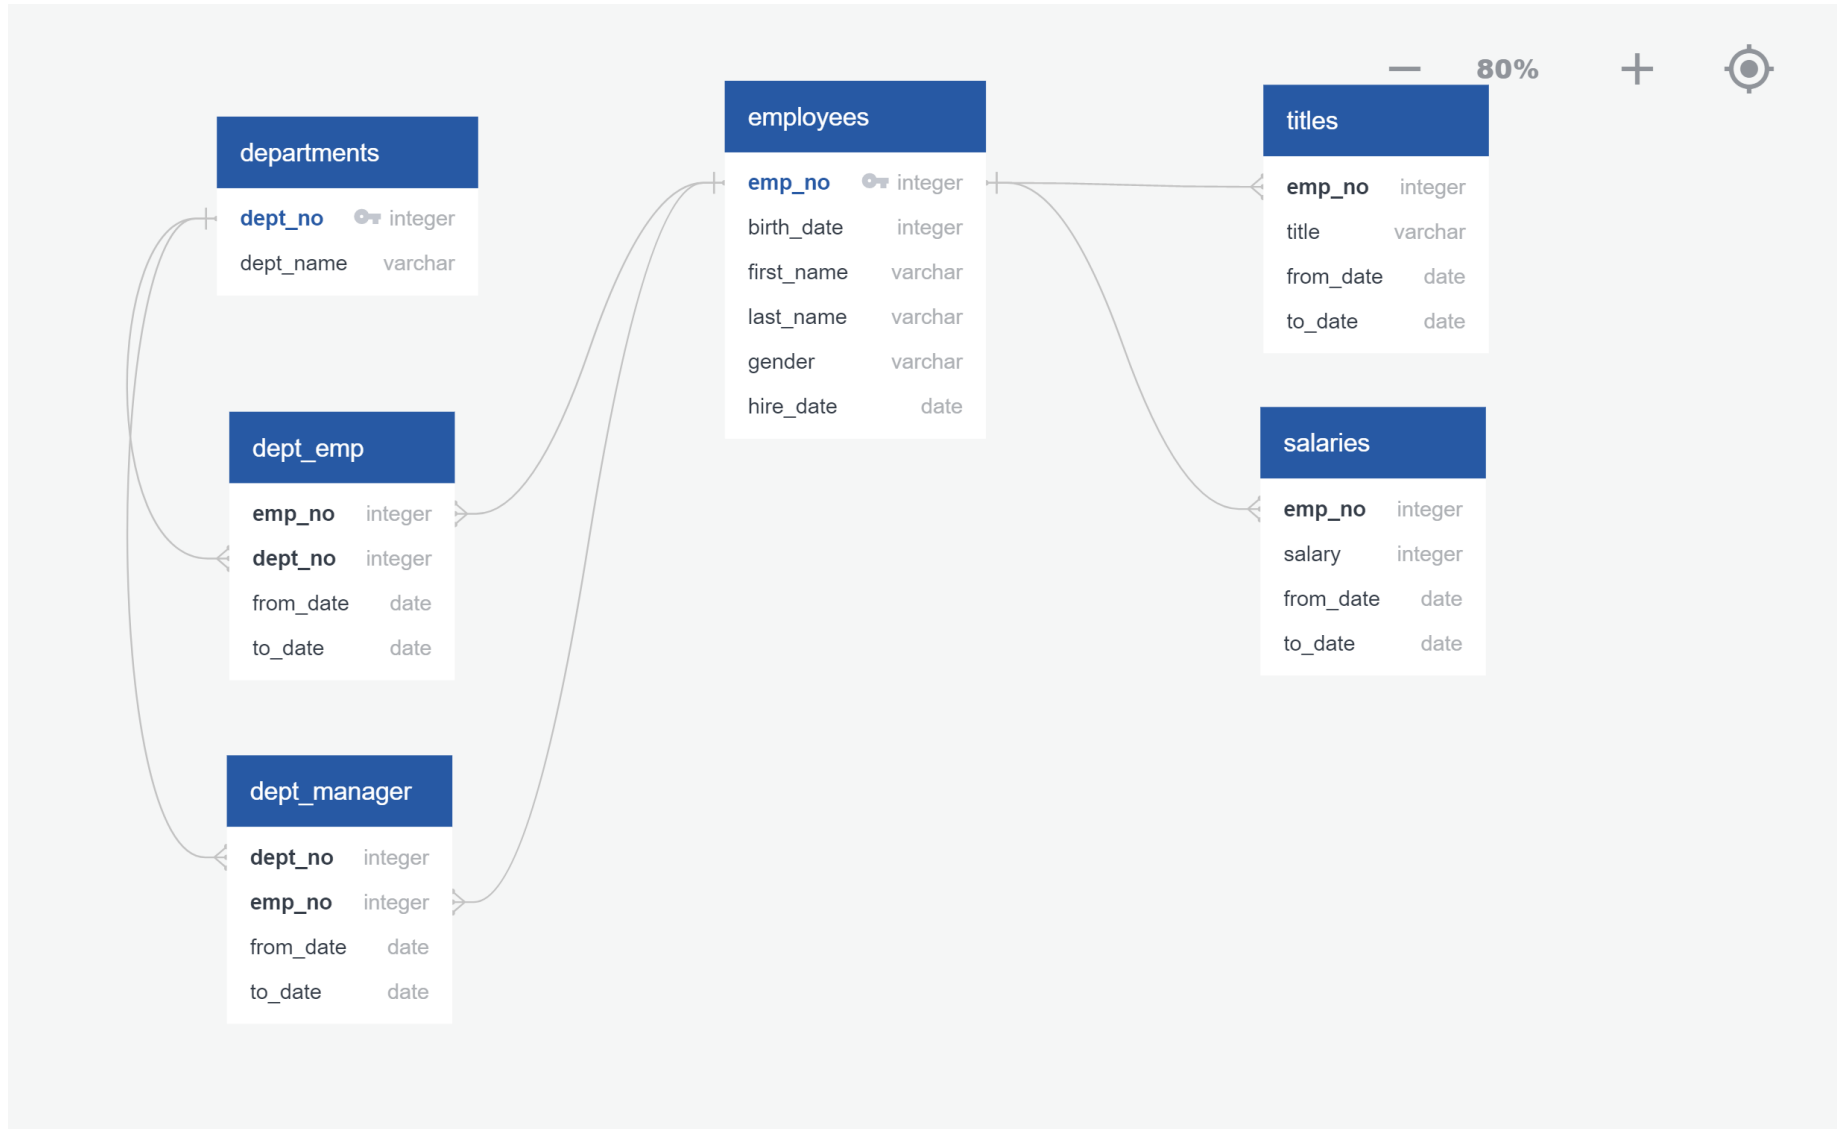 80%
departments
dept_no integer
dept_name varchar
employees
emp_no integer
birth_date integer
first_name varchar
last_name varchar
gender varchar
hire_date date
titles
emp_no integer
title varchar
from_date date
to_date date
dept_emp
emp_no integer
dept_no integer
from_date date
to_date date
salaries
emp_no integer
salary integer
from_date date
to_date date
dept_manager
dept_no integer
emp_no integer
from_date date
to_date date